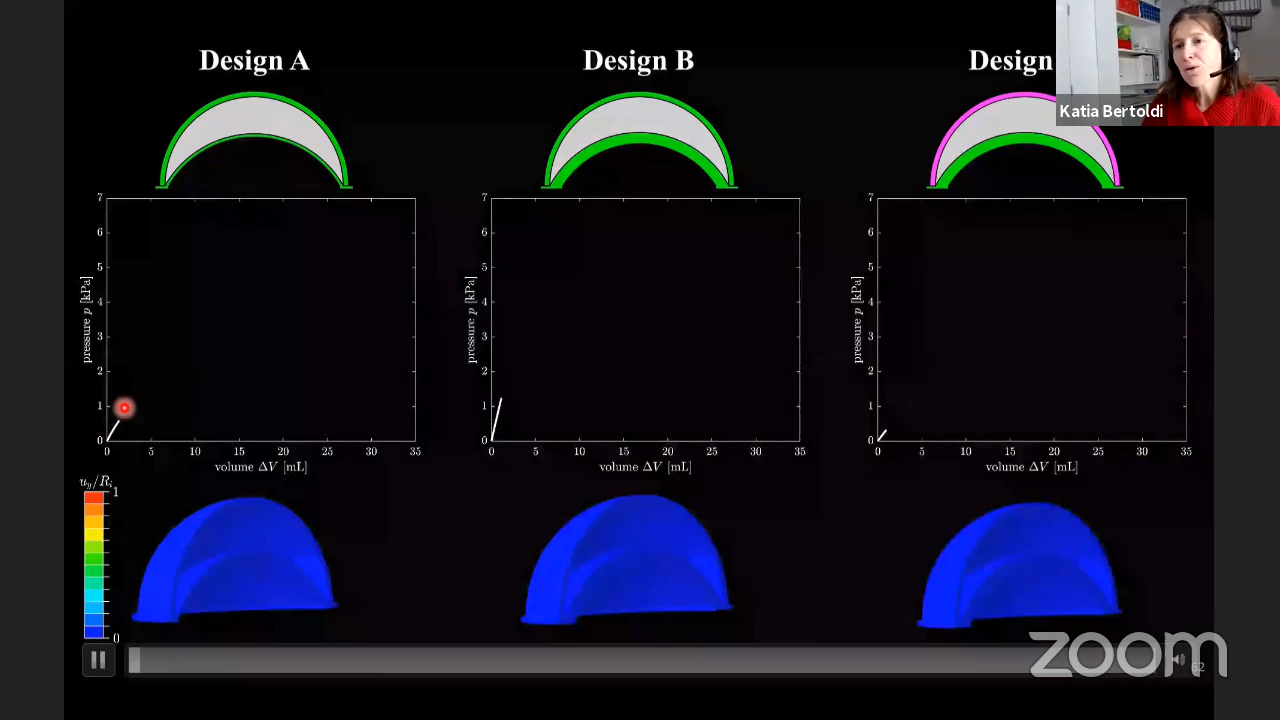 Design A
Design B
Design
Katia Bertoldi
7
6
5
4
3
2
1
0
pressure p [kPa]
0 5 10 15 20 25 30 35
volume ΔV [mL]
7
6
5
4
3
2
1
0
pressure p [kPa]
0 5 10 15 20 25 30 35
volume ΔV [mL]
7
6
5
4
3
2
1
0
pressure p [kPa]
0 5 10 15 20 25 30 35
volume ΔV [mL]
u_y/R_i
1
0
zoom
62